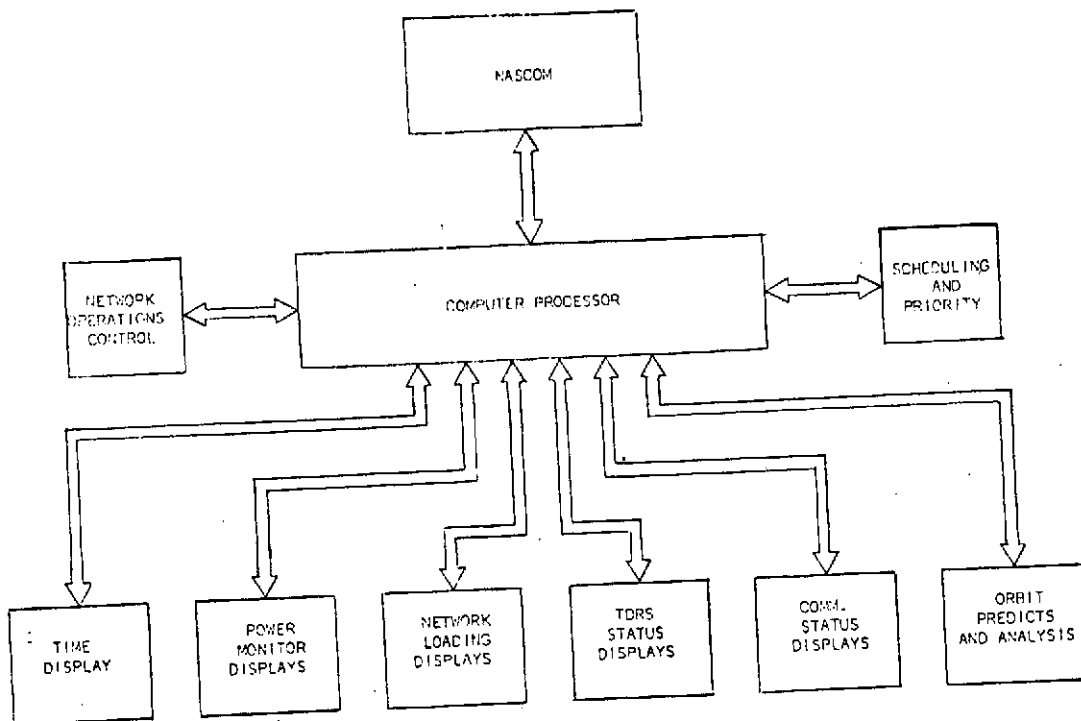 NASCOM
NETWORK
OPERATIONS
CONTROL
COMPUTER PROCESSOR
SCHEDULING
AND
PRIORITY
TIME
DISPLAY
POWER
MONITOR
DISPLAYS
NETWORK
LOADING
DISPLAYS
TDRS
STATUS
DISPLAYS
COMM.
STATUS
DISPLAYS
ORBIT
PREDICTS
AND ANALYSIS